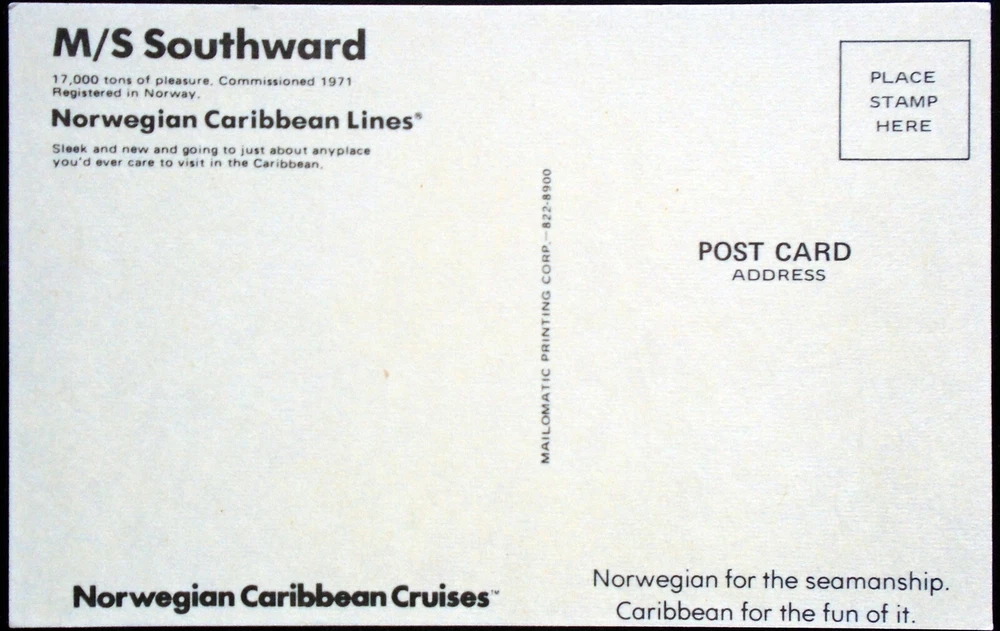 M/S Southward
17,000 tons of pleasure. Commissioned 1971
Registered in Norway.
Norwegian Caribbean Lines®
Sleek and new and going to just about anyplace
you'd ever care to visit in the Caribbean.
MAILOMATIC PRINTING CORP.—822-8900
PLACE
STAMP
HERE
POST CARD
ADDRESS
Norwegian Caribbean Cruises™
Norwegian for the seamanship.
Caribbean for the fun of it.